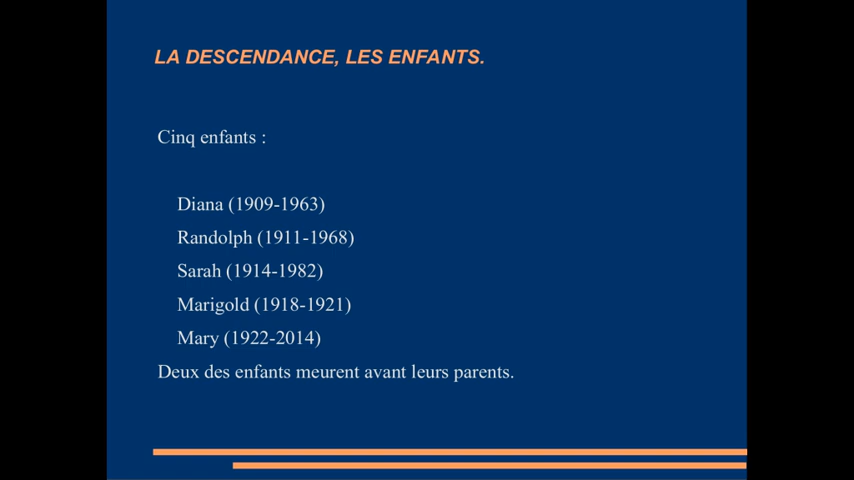 LA DESCENDANCE, LES ENFANTS.
Cinq enfants :
Diana (1909-1963)
Randolph (1911-1968)
Sarah (1914-1982)
Marigold (1918-1921)
Mary (1922-2014)
Deux des enfants meurent avant leurs parents.